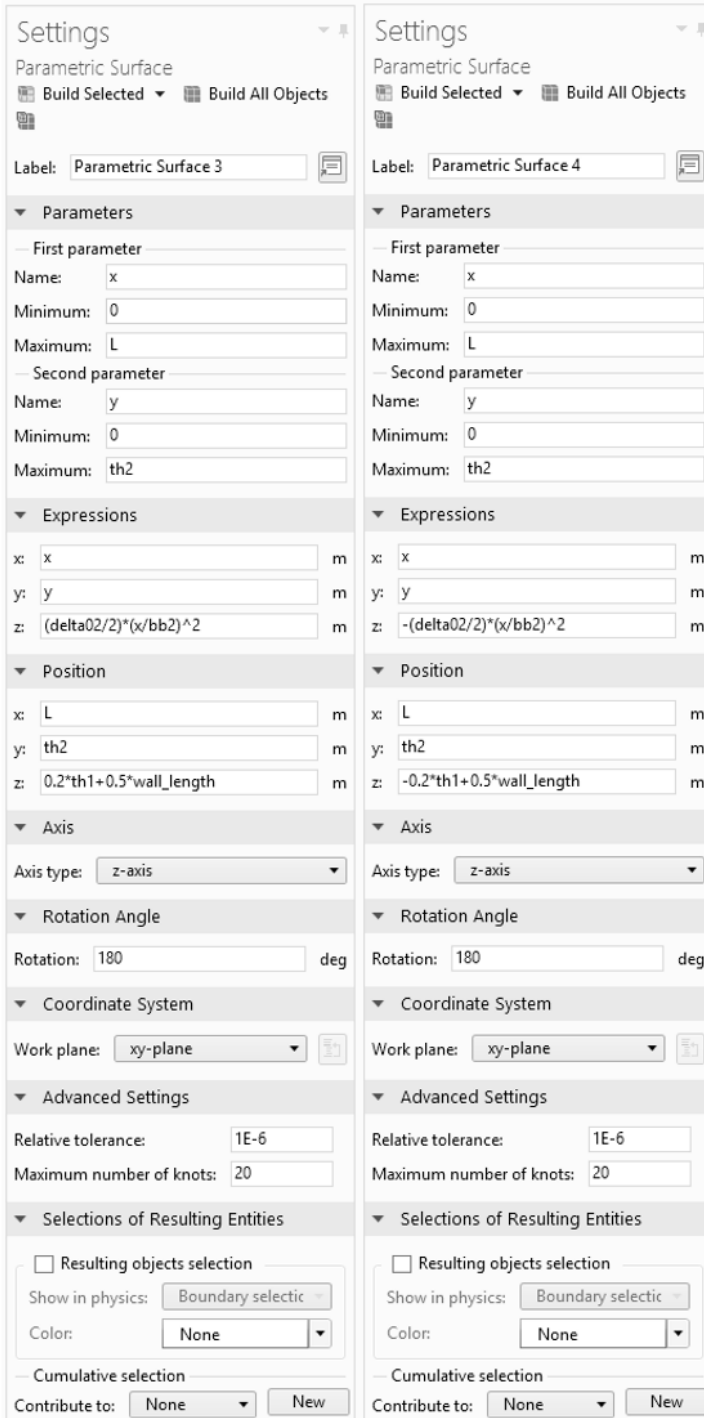 Settings
Parametric Surface
Build Selected Build All Objects
Label: Parametric Surface 3
Parameters
First parameter
Name: x
Minimum: 0
Maximum: L
Second parameter
Name: y
Minimum: 0
Maximum: th2
Expressions
x: x m
y: y m
z: (delta02/2)*(x/bb2)^2 m
Position
x: L m
y: th2 m
z: 0.2*th1+0.5*wall_length m
Axis
Axis type: z-axis
Rotation Angle
Rotation: 180 deg
Coordinate System
Work plane: xy-plane
Advanced Settings
Relative tolerance: 1E-6
Maximum number of knots: 20
Selections of Resulting Entities
Resulting objects selection
Show in physics: Boundary selectic
Color: None
Cumulative selection
Contribute to: None New
Settings
Parametric Surface
Build Selected Build All Objects
Label: Parametric Surface 4
Parameters
First parameter
Name: x
Minimum: 0
Maximum: L
Second parameter
Name: y
Minimum: 0
Maximum: th2
Expressions
x: x m
y: y m
z: -(delta02/2)*(x/bb2)^2 m
Position
x: L m
y: th2 m
z: -0.2*th1+0.5*wall_length m
Axis
Axis type: z-axis
Rotation Angle
Rotation: 180 deg
Coordinate System
Work plane: xy-plane
Advanced Settings
Relative tolerance: 1E-6
Maximum number of knots: 20
Selections of Resulting Entities
Resulting objects selection
Show in physics: Boundary selectic
Color: None
Cumulative selection
Contribute to: None New